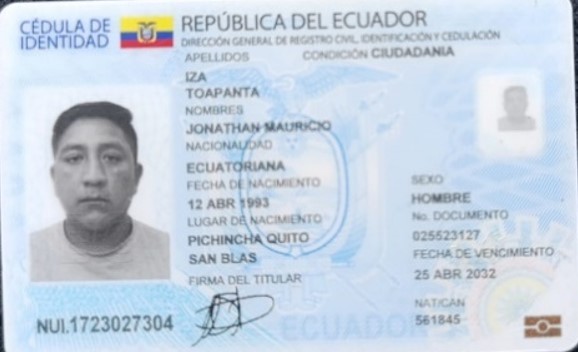 CÉDULA DE
IDENTIDAD
REPÚBLICA DEL ECUADOR
DIRECCIÓN GENERAL DE REGISTRO CIVIL, IDENTIFICACIÓN Y CEDULACIÓN
APELLIDOS
CONDICIÓN CIUDADANIA
IZA
TOAPANTA
NOMBRES
JONATHAN MAURICIO
NACIONALIDAD
ECUATORIANA
FECHA DE NACIMIENTO
12 ABR 1993
LUGAR DE NACIMIENTO
PICHINCHA QUITO
SAN BLAS
FIRMA DEL TITULAR
SEXO
HOMBRE
No. DOCUMENTO
025523127
FECHA DE VENCIMIENTO
25 ABR 2032
NAT/CAN
561845
NUI.1723027304
ECUADOR